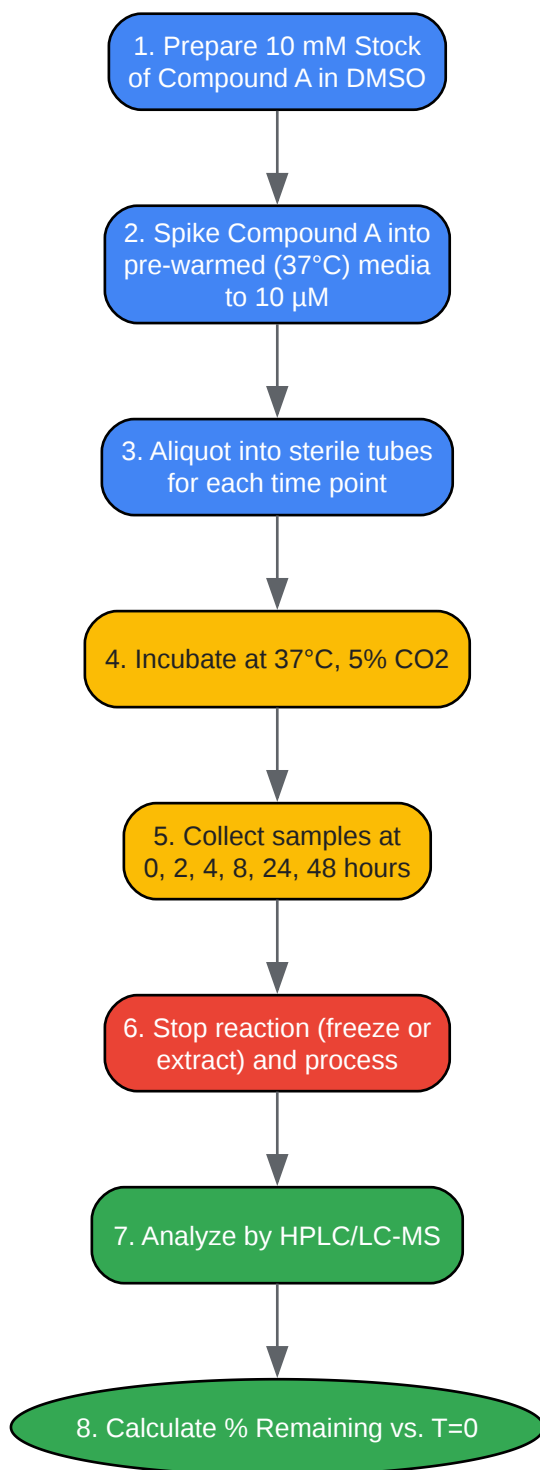 1. Prepare 10 mM Stock
of Compound A in DMSO
2. Spike Compound A into
pre-warmed (37°C) media
to 10 µM
3. Aliquot into sterile tubes
for each time point
4. Incubate at 37°C, 5% CO2
5. Collect samples at
0, 2, 4, 8, 24, 48 hours
6. Stop reaction (freeze or
extract) and process
7. Analyze by HPLC/LC-MS
8. Calculate % Remaining vs. T=0